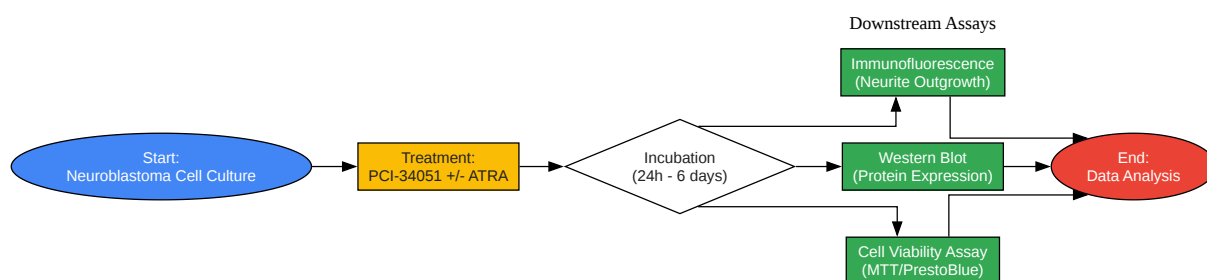 Downstream Assays
Immunofluorescence
(Neurite Outgrowth)
Start:
Neuroblastoma Cell Culture
Treatment:
PCI-34051 +/- ATRA
Incubation
(24h - 6 days)
Western Blot
(Protein Expression)
End:
Data Analysis
Cell Viability Assay
(MTT/PrestoBlue)